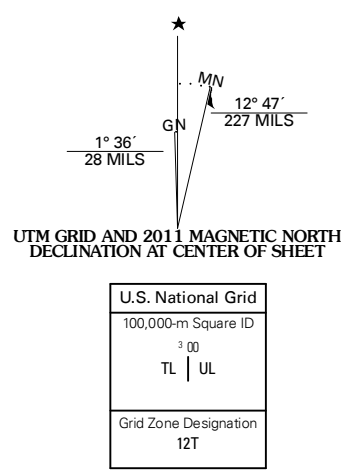 ★
MN
GN
12° 47´
227 MILS
1° 36´
28 MILS
UTM GRID AND 2011 MAGNETIC NORTH
DECLINATION AT CENTER OF SHEET
U.S. National Grid
100,000-m Square ID
3 00
TL | UL
Grid Zone Designation
12T